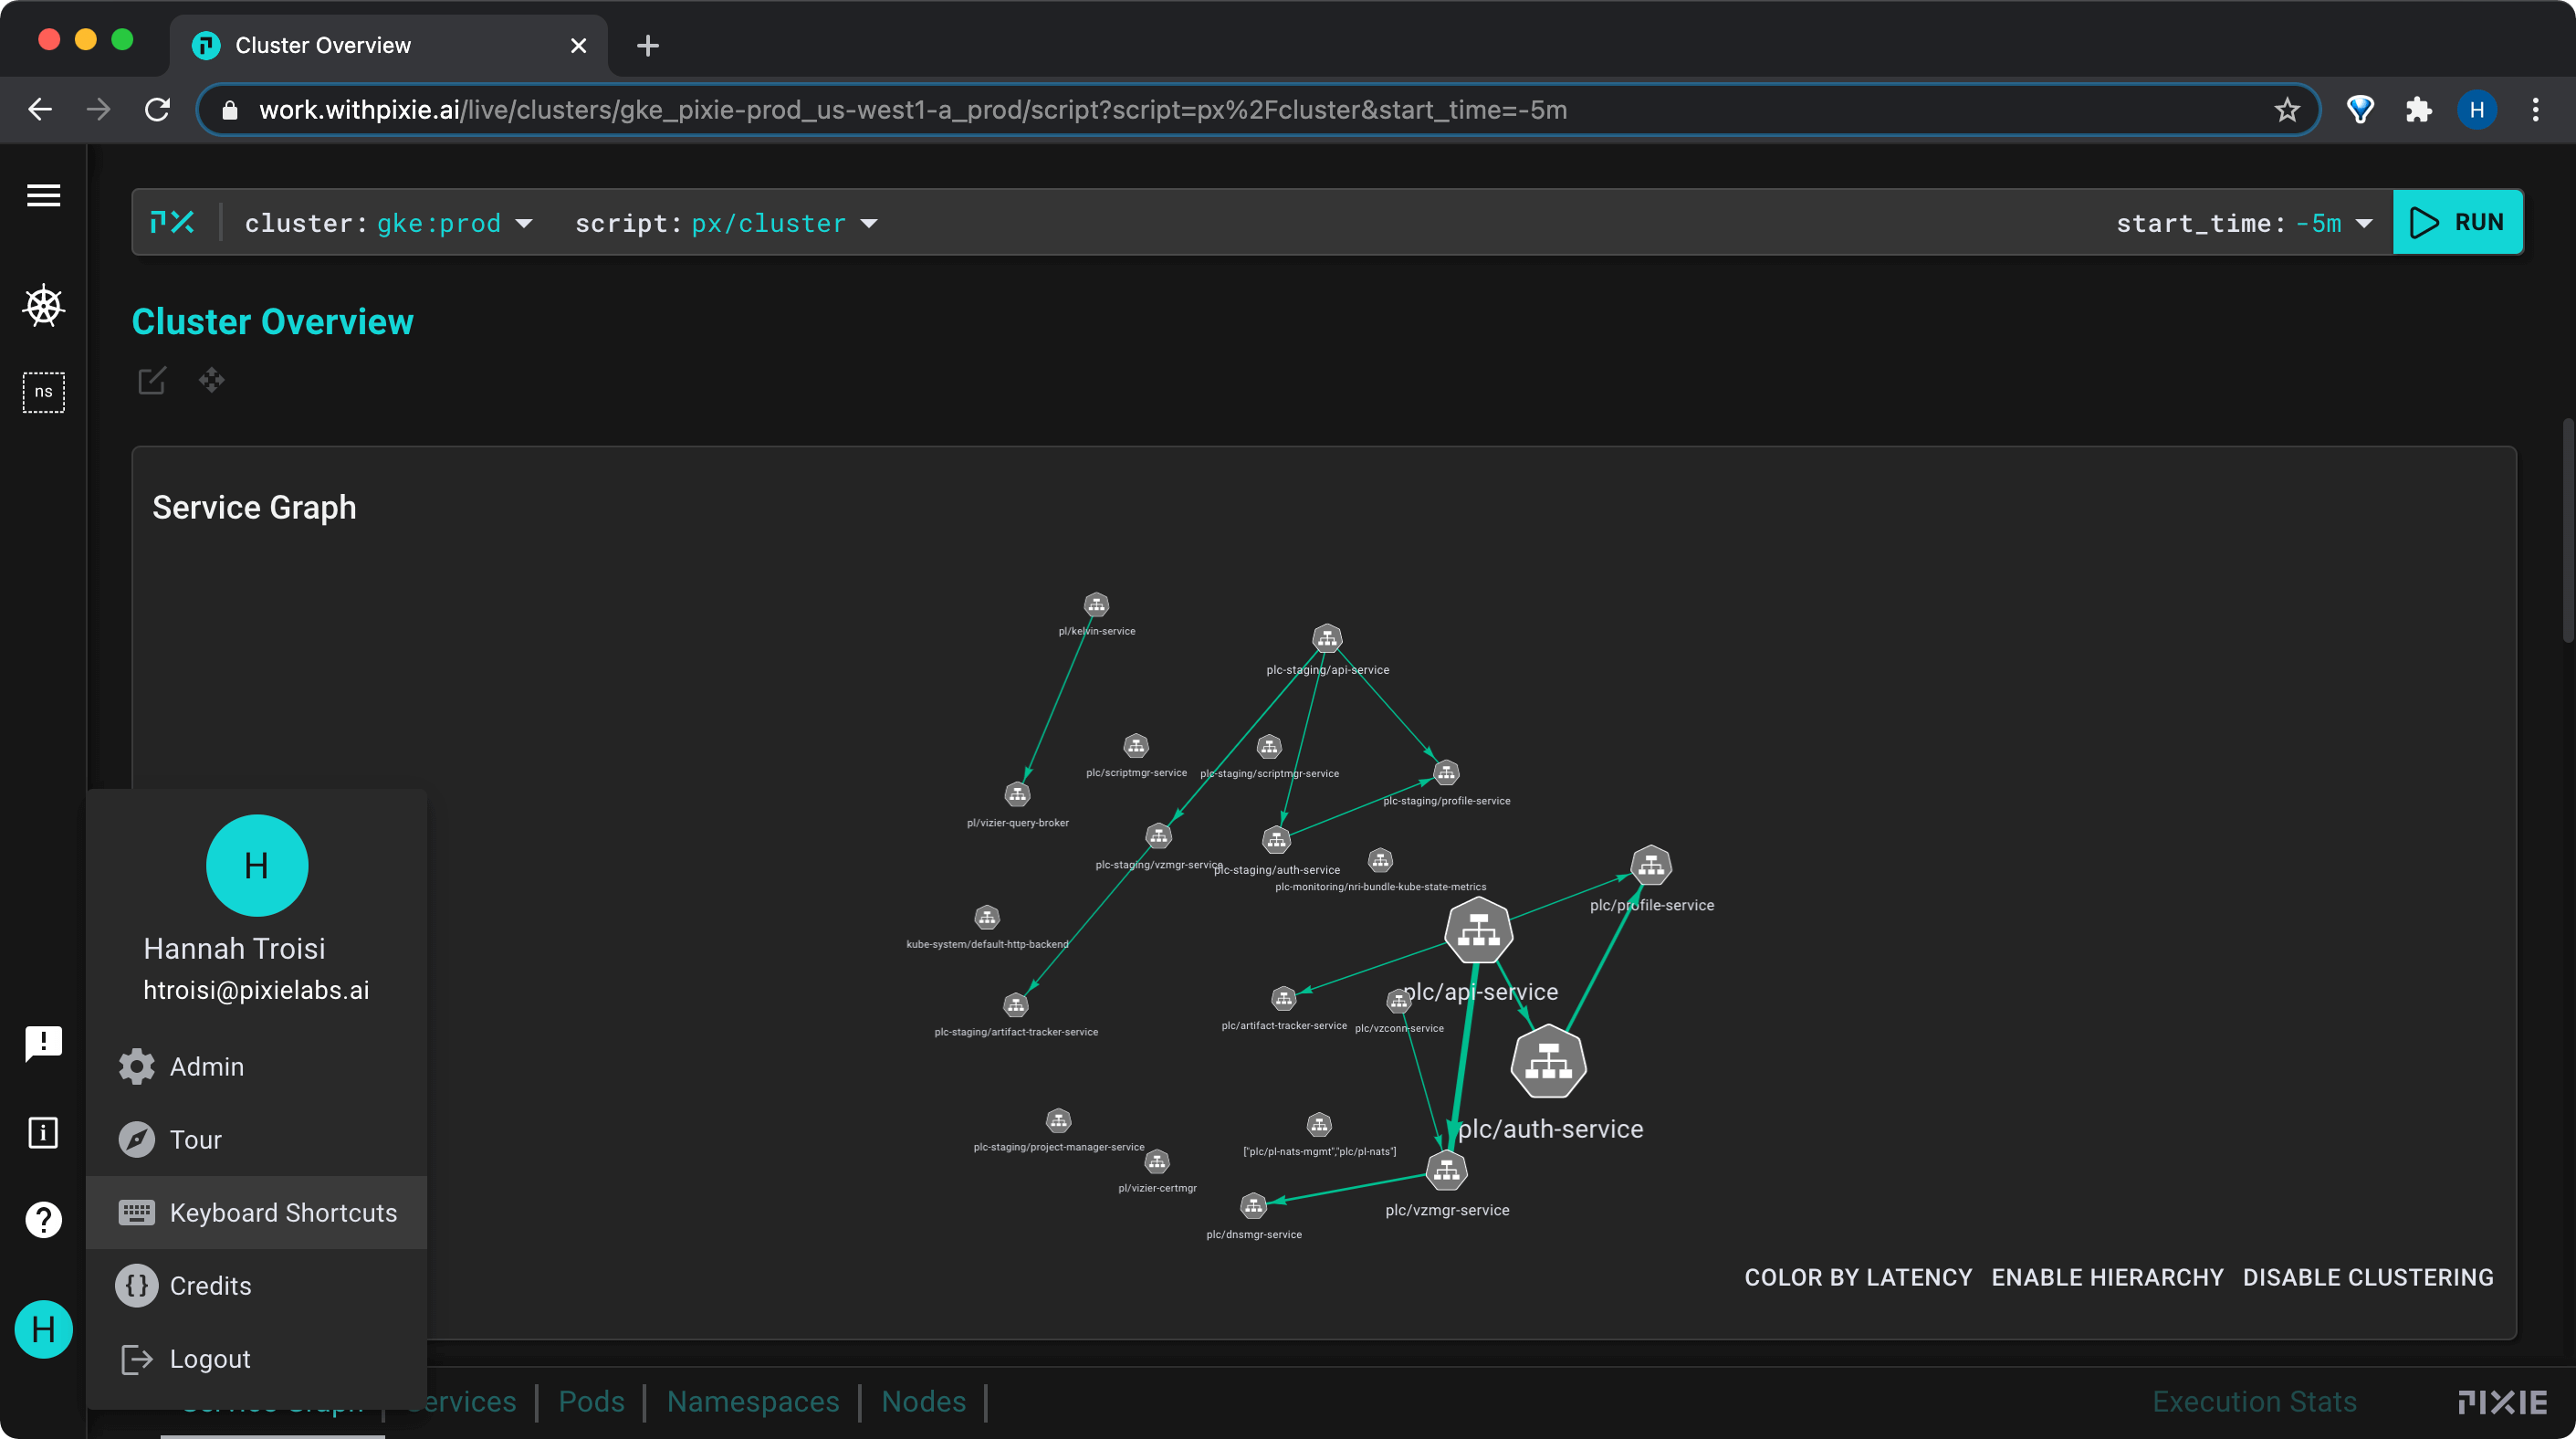 Cluster Overview
work.withpixie.ai/live/clusters/gke_pixie-prod_us-west1-a_prod/script?script=px%2Fcluster&start_time=-5m
H
cluster: gke:prod script: px/cluster start_time: -5m RUN
Cluster Overview
ns
Service Graph
pl/kelvin-service
plc-staging/api-service
plc/scriptmgr-service
plc-staging/scriptmgr-service
plc-staging/profile-service
pl/vizier-query-broker
plc-staging/vzmgr-service
plc-staging/auth-service
plc-monitoring/nri-bundle-kube-state-metrics
plc/profile-service
kube-system/default-http-backend
plc/api-service
plc/artifact-tracker-service
plc/vzconn-service
plc-staging/artifact-tracker-service
plc/auth-service
plc-staging/project-manager-service
["plc/pl-nats-mgmt","plc/pl-nats"]
pl/vizier-certmgr
plc/vzmgr-service
plc/dnsmgr-service
COLOR BY LATENCY ENABLE HIERARCHY DISABLE CLUSTERING
H
Hannah Troisi
htroisi@pixielabs.ai
Admin
Tour
Keyboard Shortcuts
{} Credits
Logout
H
Service Graph | ervices | Pods | Namespaces | Nodes |
Execution Stats
PIXIE